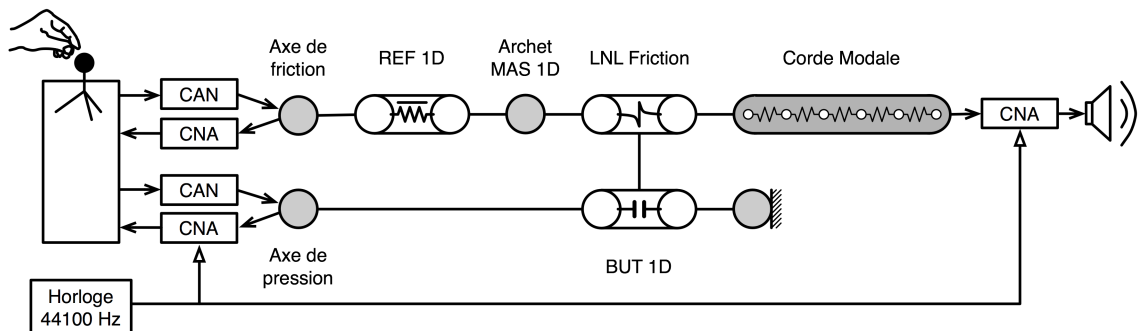 Axe de
friction
REF 1D
Archet
MAS 1D
LNL Friction
Corde Modale
CAN
CNA
CNA
CAN
CNA
Axe de
pression
BUT 1D
Horloge
44100 Hz